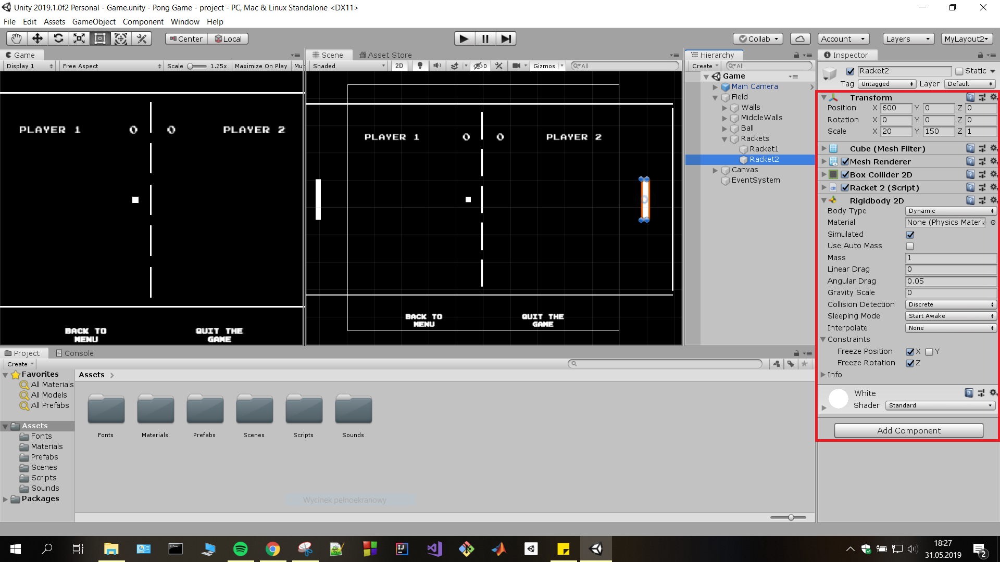 Unity 2019.1.0f2 Personal - Game.unity - Pong Game - project - PC, Mac & Linux Standalone <DX11>
File Edit Assets GameObject Component Window Help
Center Local Collab Account Layers MyLayout2
Game
Display 1 Free Aspect Scale 1.25x Maximize On Play Mu
PLAYER 1 0 0 PLAYER 2
BACK TO MENU
QUIT THE GAME
Scene Asset Store
Shaded 2D 0 Gizmos All
PLAYER 1 0 0 PLAYER 2
BACK TO MENU
QUIT THE GAME
Hierarchy
Create All
Game
Main Camera
Field
Walls
MiddleWalls
Ball
Rackets
Racket1
Racket2
Canvas
EventSystem
Inspector
Racket2 Static
Tag Untagged Layer Default
Transform
Position X 600 Y 0 Z 0
Rotation X 0 Y 0 Z 0
Scale X 20 Y 150 Z 1
Cube (Mesh Filter)
Mesh Renderer
Box Collider 2D
Racket 2 (Script)
Rigidbody 2D
Body Type Dynamic
Material None (Physics Materia
Simulated
Use Auto Mass
Mass 1
Linear Drag 0
Angular Drag 0.05
Gravity Scale 0
Collision Detection Discrete
Sleeping Mode Start Awake
Interpolate None
Constraints
Freeze Position X Y
Freeze Rotation Z
Info
White
Shader Standard
Add Component
Project Console
Create
Favorites
All Materials
All Models
All Prefabs
Assets
Fonts
Materials
Prefabs
Scenes
Scripts
Sounds
Packages
Assets
Fonts Materials Prefabs Scenes Scripts Sounds
Wycinek pełnoekranowy
18:27
31.05.2019
2